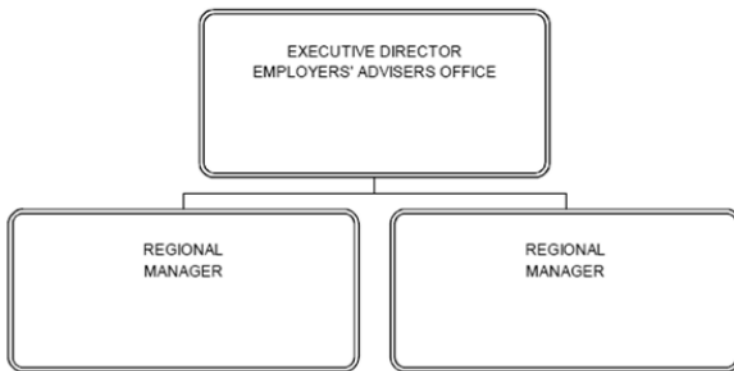 EXECUTIVE DIRECTOR
EMPLOYERS' ADVISERS OFFICE
REGIONAL
MANAGER
REGIONAL
MANAGER